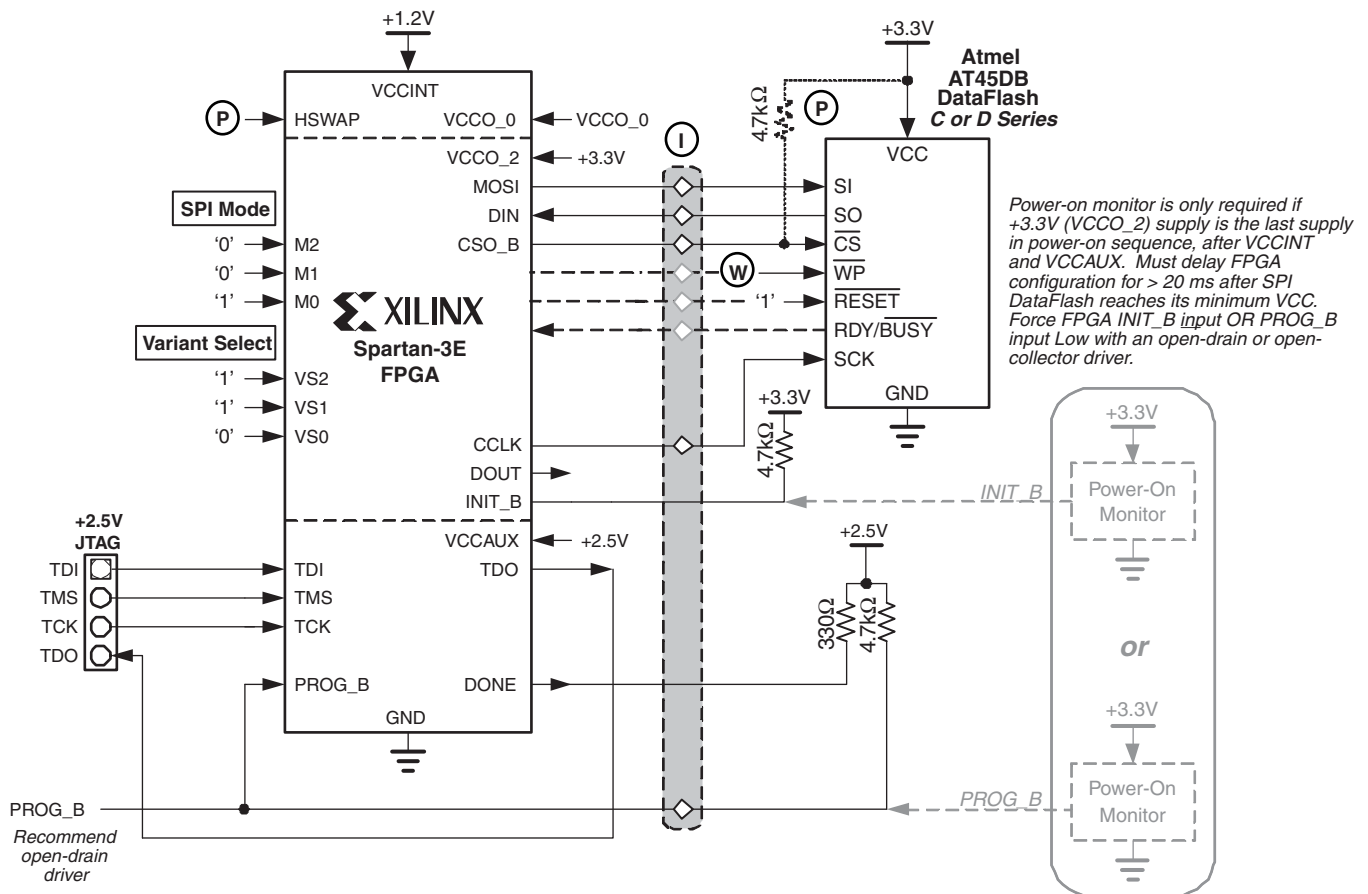 +1.2V
+3.3V
Atmel
AT45DB
DataFlash
C or D Series
VCCINT
P
HSWAP
VCCO_0
VCCO_0
I
4.7kΩ
P
VCC
VCCO_2
+3.3V
MOSI
SI
SPI Mode
DIN
SO
'0'
M2
CSO_B
CS
'0'
M1
W
WP
'1'
M0
XILINX
'1'
RESET
Variant Select
Spartan-3E
FPGA
RDY/BUSY
SCK
'1'
VS2
'1'
VS1
'0'
VS0
GND
+3.3V
4.7kΩ
CCLK
DOUT
INIT_B
Power-on monitor is only required if
+3.3V (VCCO_2) supply is the last supply
in power-on sequence, after VCCINT
and VCCAUX. Must delay FPGA
configuration for > 20 ms after SPI
DataFlash reaches its minimum VCC.
Force FPGA INIT_B input OR PROG_B
input Low with an open-drain or open-
collector driver.
+3.3V
INIT_B
Power-On
Monitor
or
+3.3V
PROG_B
Power-On
Monitor
+2.5V
JTAG
VCCAUX
+2.5V
+2.5V
TDI
TDI
TDO
TMS
TMS
TCK
TCK
TDO
330Ω
4.7kΩ
PROG_B
DONE
GND
PROG_B
Recommend
open-drain
driver